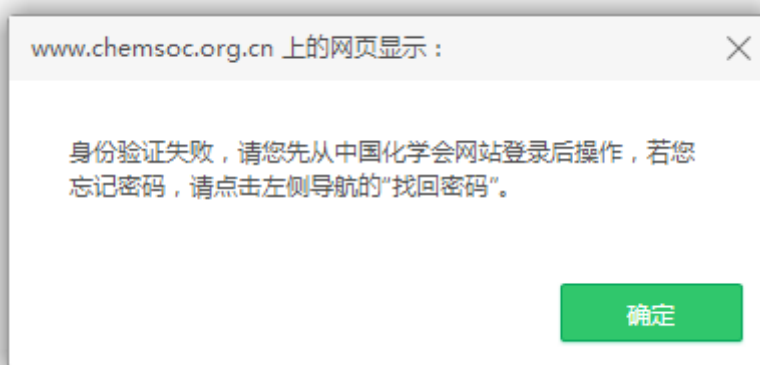 www.chemsoc.org.cn 上的网页显示：
身份验证失败，请您先从中国化学会网站登录后操作，若您
忘记密码，请点击左侧导航的“找回密码”。
确定